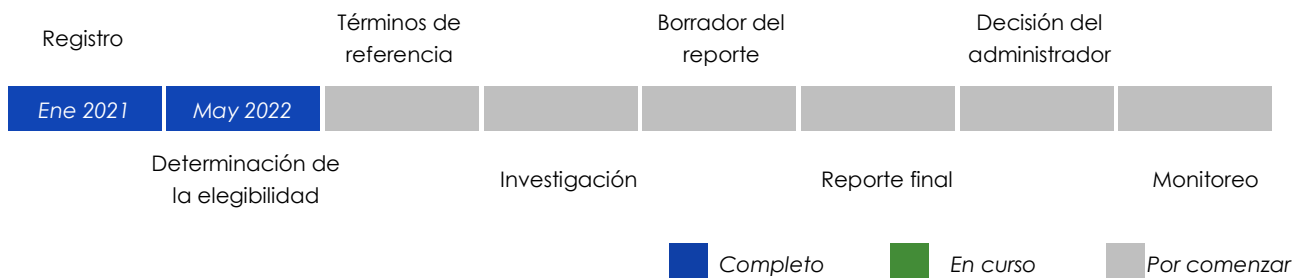 Registro
Términos de
referencia
Borrador del
reporte
Decisión del
administrador
Ene 2021
May 2022
Determinación de
la elegibilidad
Investigación
Reporte final
Monitoreo
Completo
En curso
Por comenzar